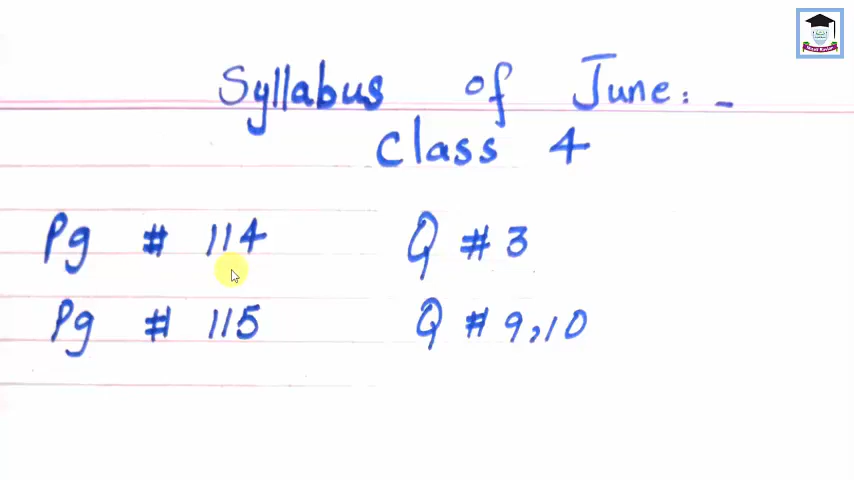 Syllabus of June: -
Class 4
Pg # 114 Q # 3
Pg # 115 Q # 9,10